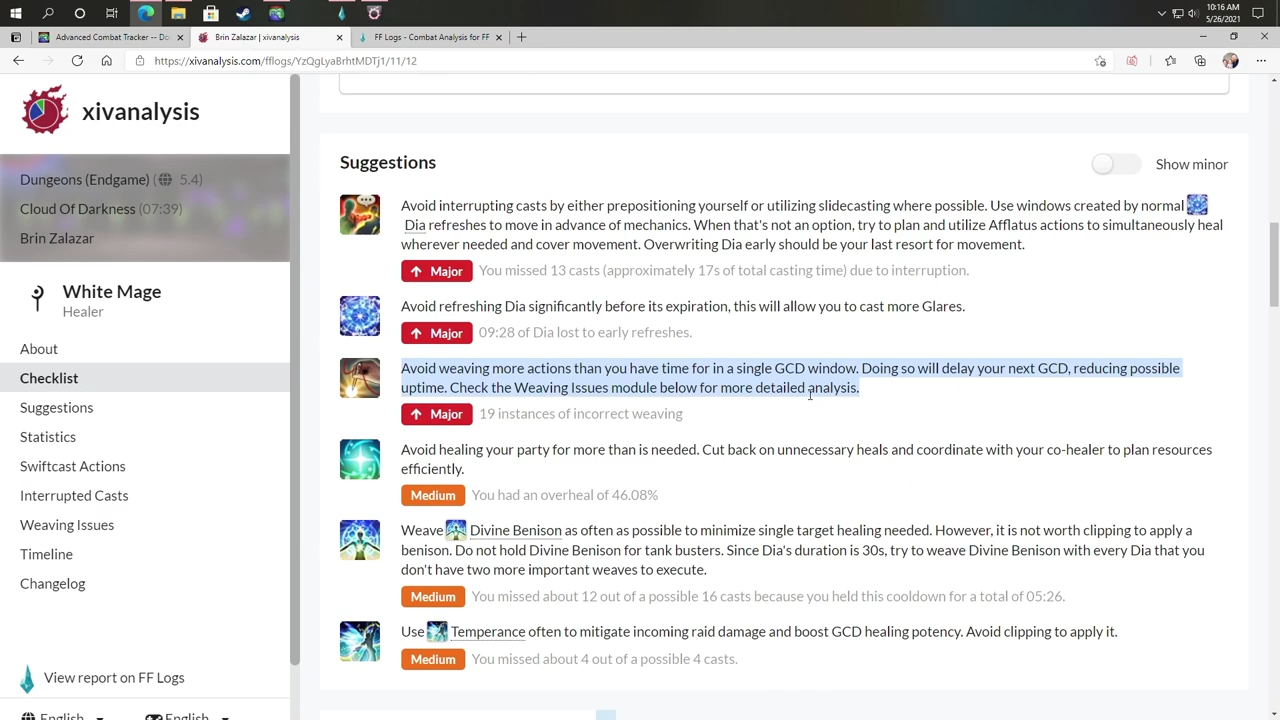 10:16 AM
5/26/2021
Advanced Combat Tracker -- Do
Brin Zalazar | xivanalysis
FF Logs - Combat Analysis for FF
https://xivanalysis.com/fflogs/YzQgLyaBrhtMDTj1/11/12
xivanalysis
Dungeons (Endgame) ( 5.4)
Cloud Of Darkness (07:39)
Brin Zalazar
White Mage
Healer
About
Checklist
Suggestions
Statistics
Swiftcast Actions
Interrupted Casts
Weaving Issues
Timeline
Changelog
View report on FF Logs
English
English
Suggestions
Show minor
Avoid interrupting casts by either prepositioning yourself or utilizing slidecasting where possible. Use windows created by normal
Dia refreshes to move in advance of mechanics. When that's not an option, try to plan and utilize Afflatus actions to simultaneously heal
wherever needed and cover movement. Overwriting Dia early should be your last resort for movement.
Major You missed 13 casts (approximately 17s of total casting time) due to interruption.
Avoid refreshing Dia significantly before its expiration, this will allow you to cast more Glares.
Major 09:28 of Dia lost to early refreshes.
Avoid weaving more actions than you have time for in a single GCD window. Doing so will delay your next GCD, reducing possible
uptime. Check the Weaving Issues module below for more detailed analysis.
Major 19 instances of incorrect weaving
Avoid healing your party for more than is needed. Cut back on unnecessary heals and coordinate with your co-healer to plan resources
efficiently.
Medium You had an overheal of 46.08%
Weave Divine Benison as often as possible to minimize single target healing needed. However, it is not worth clipping to apply a
benison. Do not hold Divine Benison for tank busters. Since Dia's duration is 30s, try to weave Divine Benison with every Dia that you
don't have two more important weaves to execute.
Medium You missed about 12 out of a possible 16 casts because you held this cooldown for a total of 05:26.
Use Temperance often to mitigate incoming raid damage and boost GCD healing potency. Avoid clipping to apply it.
Medium You missed about 4 out of a possible 4 casts.